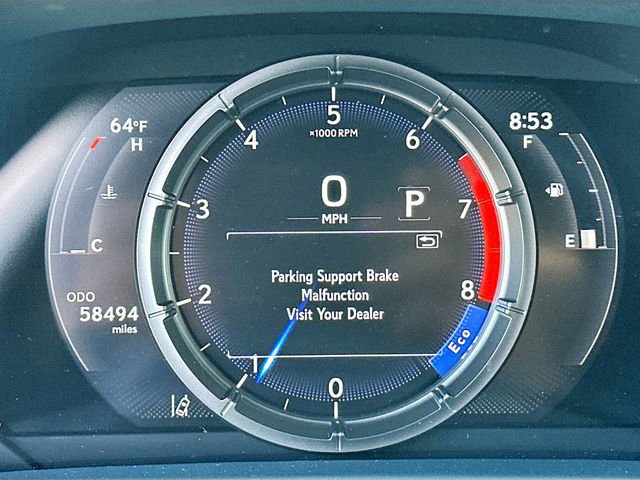 64°F
8:53
H
F
C
E
ODO
58494
miles
0
1
2
3
4
5
6
7
8
×1000 RPM
0
MPH
P
Parking Support Brake
Malfunction
Visit Your Dealer
Eco